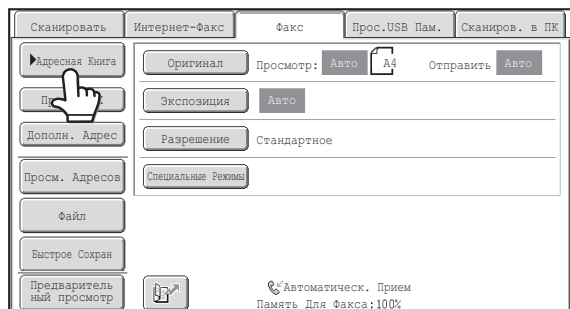 Сканировать Интернет-Факс Факс Прос.USB Пам. Сканиров. в ПК
Адресная Книга
Оригинал Просмотр: Авто A4 Отправить Авто
Экспозиция Авто
Дополн. Адрес
Разрешение Стандартное
Просм. Адресов
Специальные Режимы
Файл
Быстрое Сохран
Предваритель
ный просмотр
Автоматическ. Прием
Память Для Факса:100%